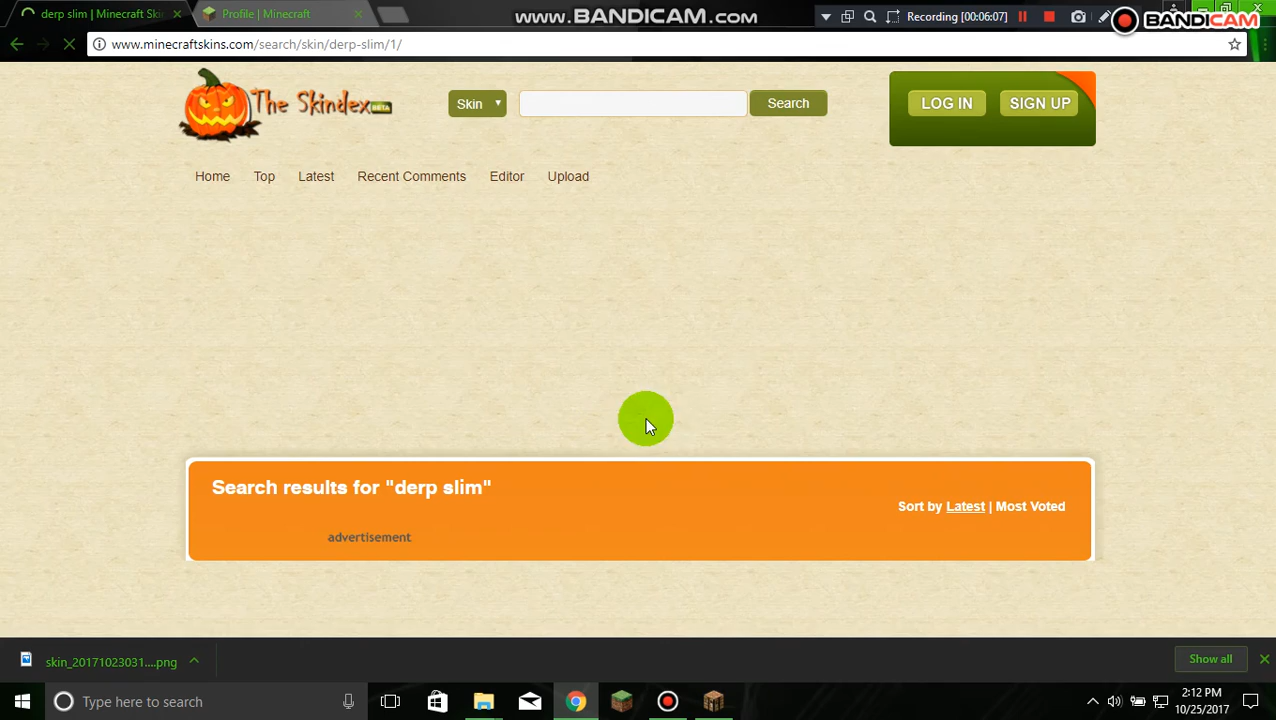 derp slim | Minecraft Ski
Profile | Minecraft
www.BANDICAM.com
Recording [00:06:07]
BANDICAM
www.minecraftskins.com/search/skin/derp-slim/1/
The Skindex BETA
Skin
Search
LOG IN
SIGN UP
Home
Top
Latest
Recent Comments
Editor
Upload
Search results for "derp slim"
Sort by Latest | Most Voted
advertisement
skin_20171023031....png
Show all
Type here to search
2:12 PM
10/25/2017